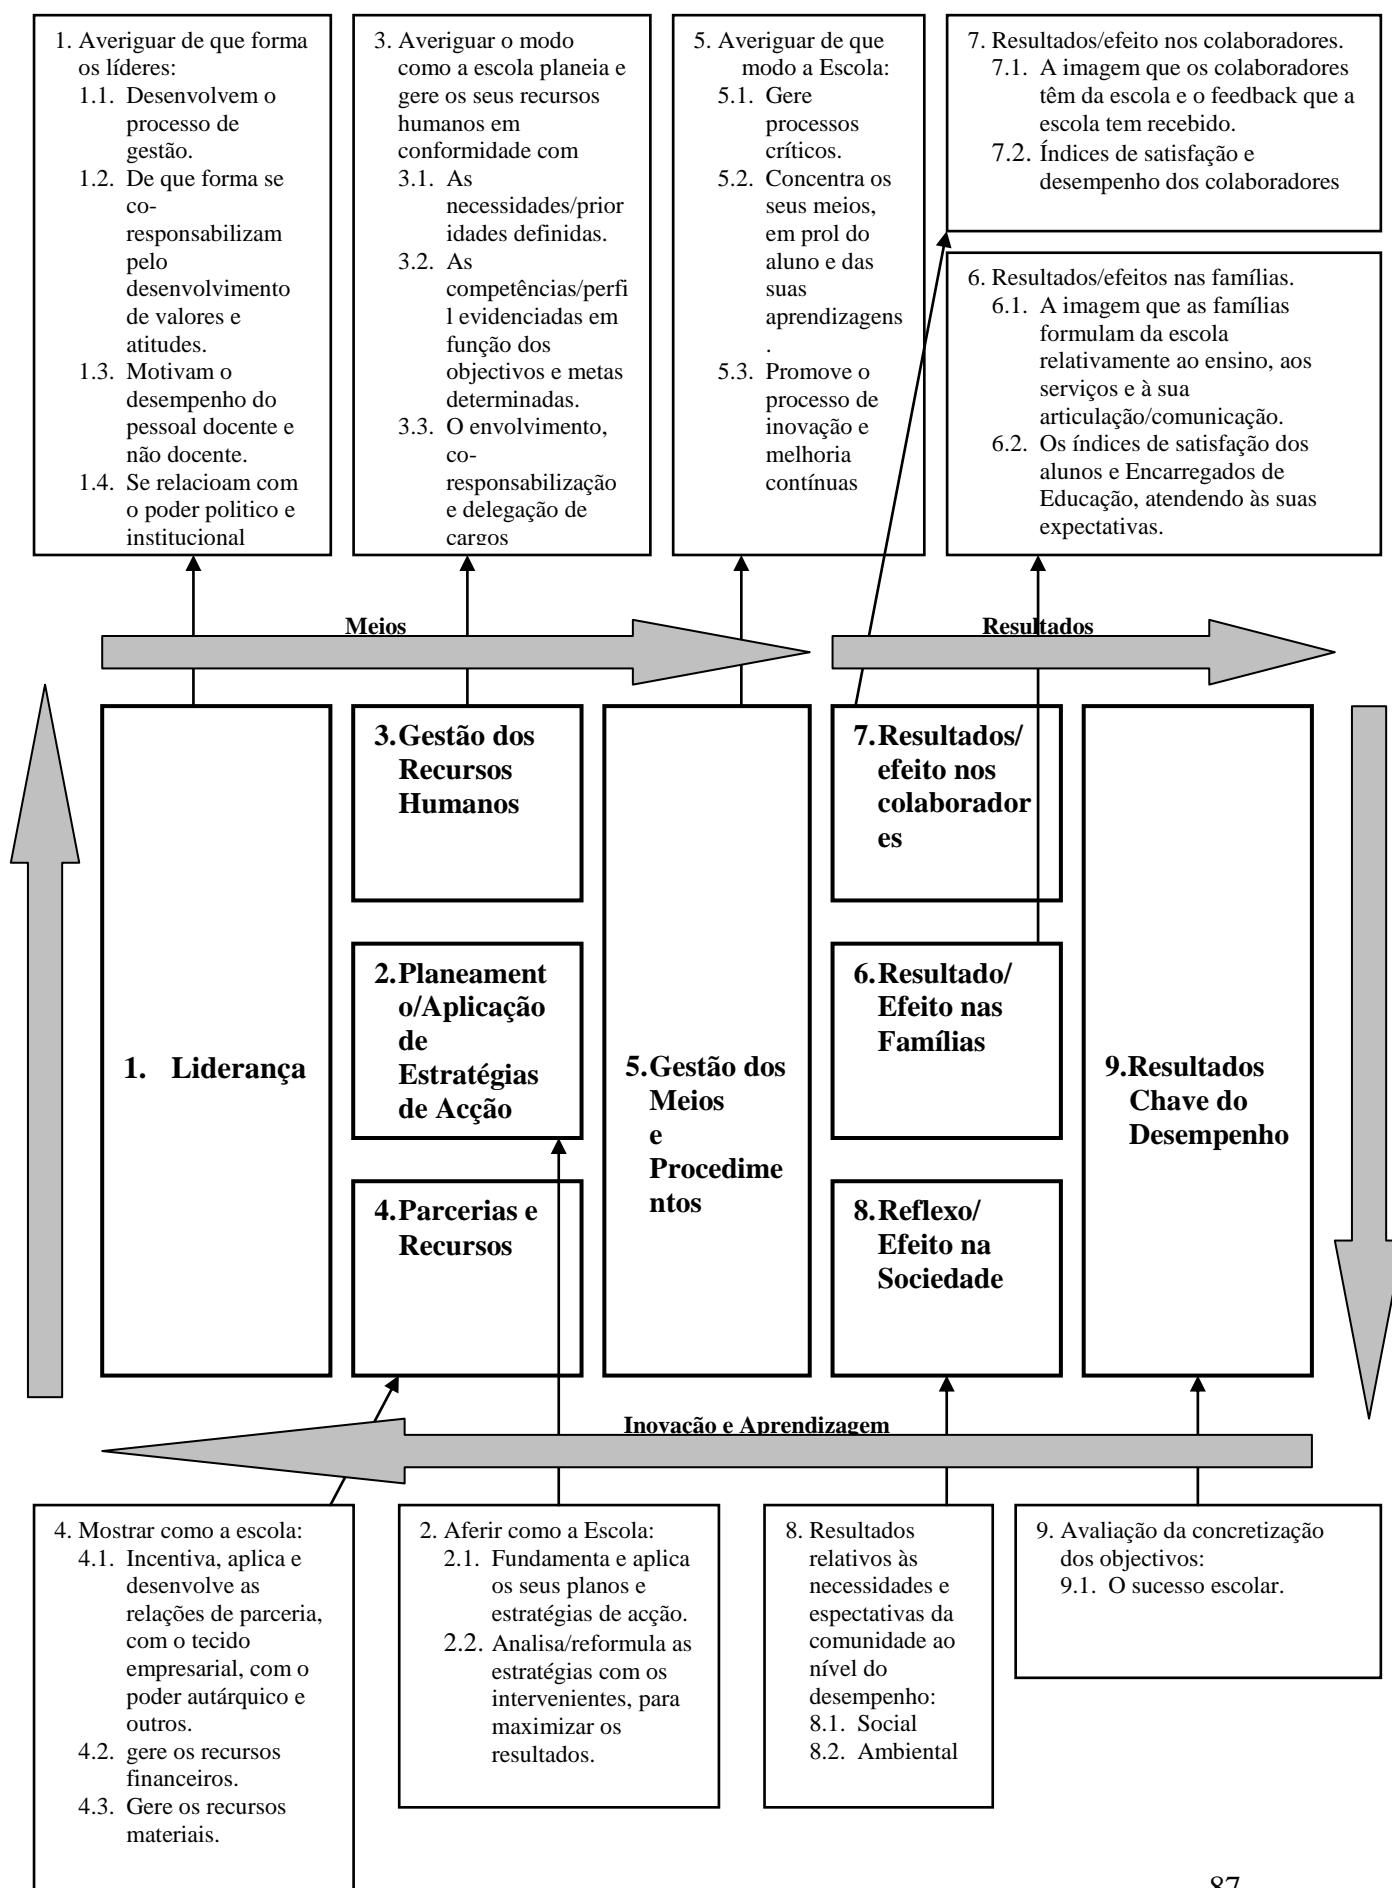 1. Averiguar de que forma
os líderes:
1.1. Desenvolvem o
processo de
gestão.
1.2. De que forma se
co-
responsabilizam
pelo
desenvolvimento
de valores e
atitudes.
1.3. Motivam o
desempenho do
pessoal docente e
não docente.
1.4. Se relacioam com
o poder politico e
institucional
3. Averiguar o modo
como a escola planeia e
gere os seus recursos
humanos em
conformidade com
3.1. As
necessidades/prior
idades definidas.
3.2. As
competências/perfi
l evidenciadas em
função dos
objectivos e metas
determinadas.
3.3. O envolvimento,
co-
responsabilização
e delegação de
cargos
5. Averiguar de que
modo a Escola:
5.1. Gere
processos
críticos.
5.2. Concentra os
seus meios,
em prol do
aluno e das
suas
aprendizagens
.
5.3. Promove o
processo de
inovação e
melhoria
contínuas
7. Resultados/efeito nos colaboradores.
7.1. A imagem que os colaboradores
têm da escola e o feedback que a
escola tem recebido.
7.2. Índices de satisfação e
desempenho dos colaboradores
6. Resultados/efeitos nas famílias.
6.1. A imagem que as famílias
formulam da escola
relativamente ao ensino, aos
serviços e à sua
articulação/comunicação.
6.2. Os índices de satisfação dos
alunos e Encarregados de
Educação, atendendo às suas
expectativas.
Meios
Resultados
1. Liderança
3.Gestão dos
Recursos
Humanos
2.Planeament
o/Aplicação
de
Estratégias
de Acção
4.Parcerias e
Recursos
5.Gestão dos
Meios
e
Procedime
ntos
7.Resultados/
efeito nos
colaborador
es
6.Resultado/
Efeito nas
Famílias
8.Reflexo/
Efeito na
Sociedade
9.Resultados
Chave do
Desempenho
Inovação e Aprendizagem
4. Mostrar como a escola:
4.1. Incentiva, aplica e
desenvolve as
relações de parceria,
com o tecido
empresarial, com o
poder autárquico e
outros.
4.2. gere os recursos
financeiros.
4.3. Gere os recursos
materiais.
2. Aferir como a Escola:
2.1. Fundamenta e aplica
os seus planos e
estratégias de acção.
2.2. Analisa/reformula as
estratégias com os
intervenientes, para
maximizar os
resultados.
8. Resultados
relativos às
necessidades e
espectativas da
comunidade ao
nível do
desempenho:
8.1. Social
8.2. Ambiental
9. Avaliação da concretização
dos objectivos:
9.1. O sucesso escolar.
87